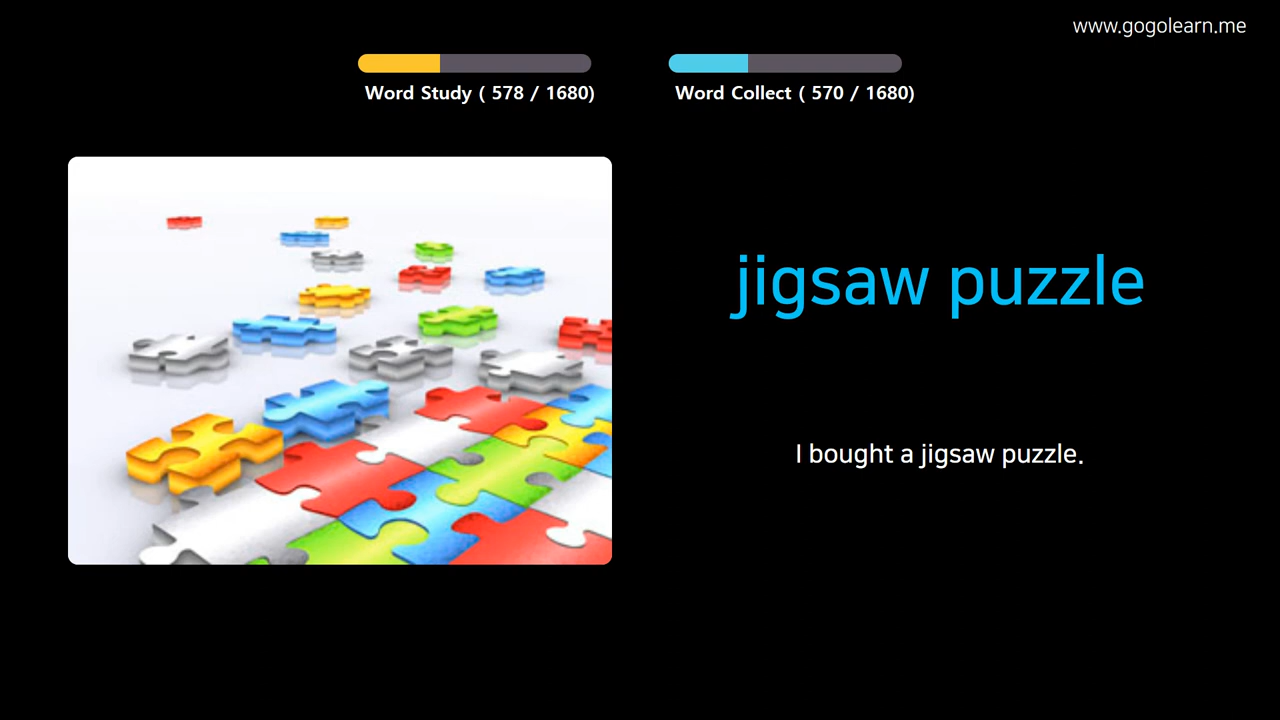 www.gogolearn.me
Word Study ( 578 / 1680)
Word Collect ( 570 / 1680)
jigsaw puzzle
I bought a jigsaw puzzle.